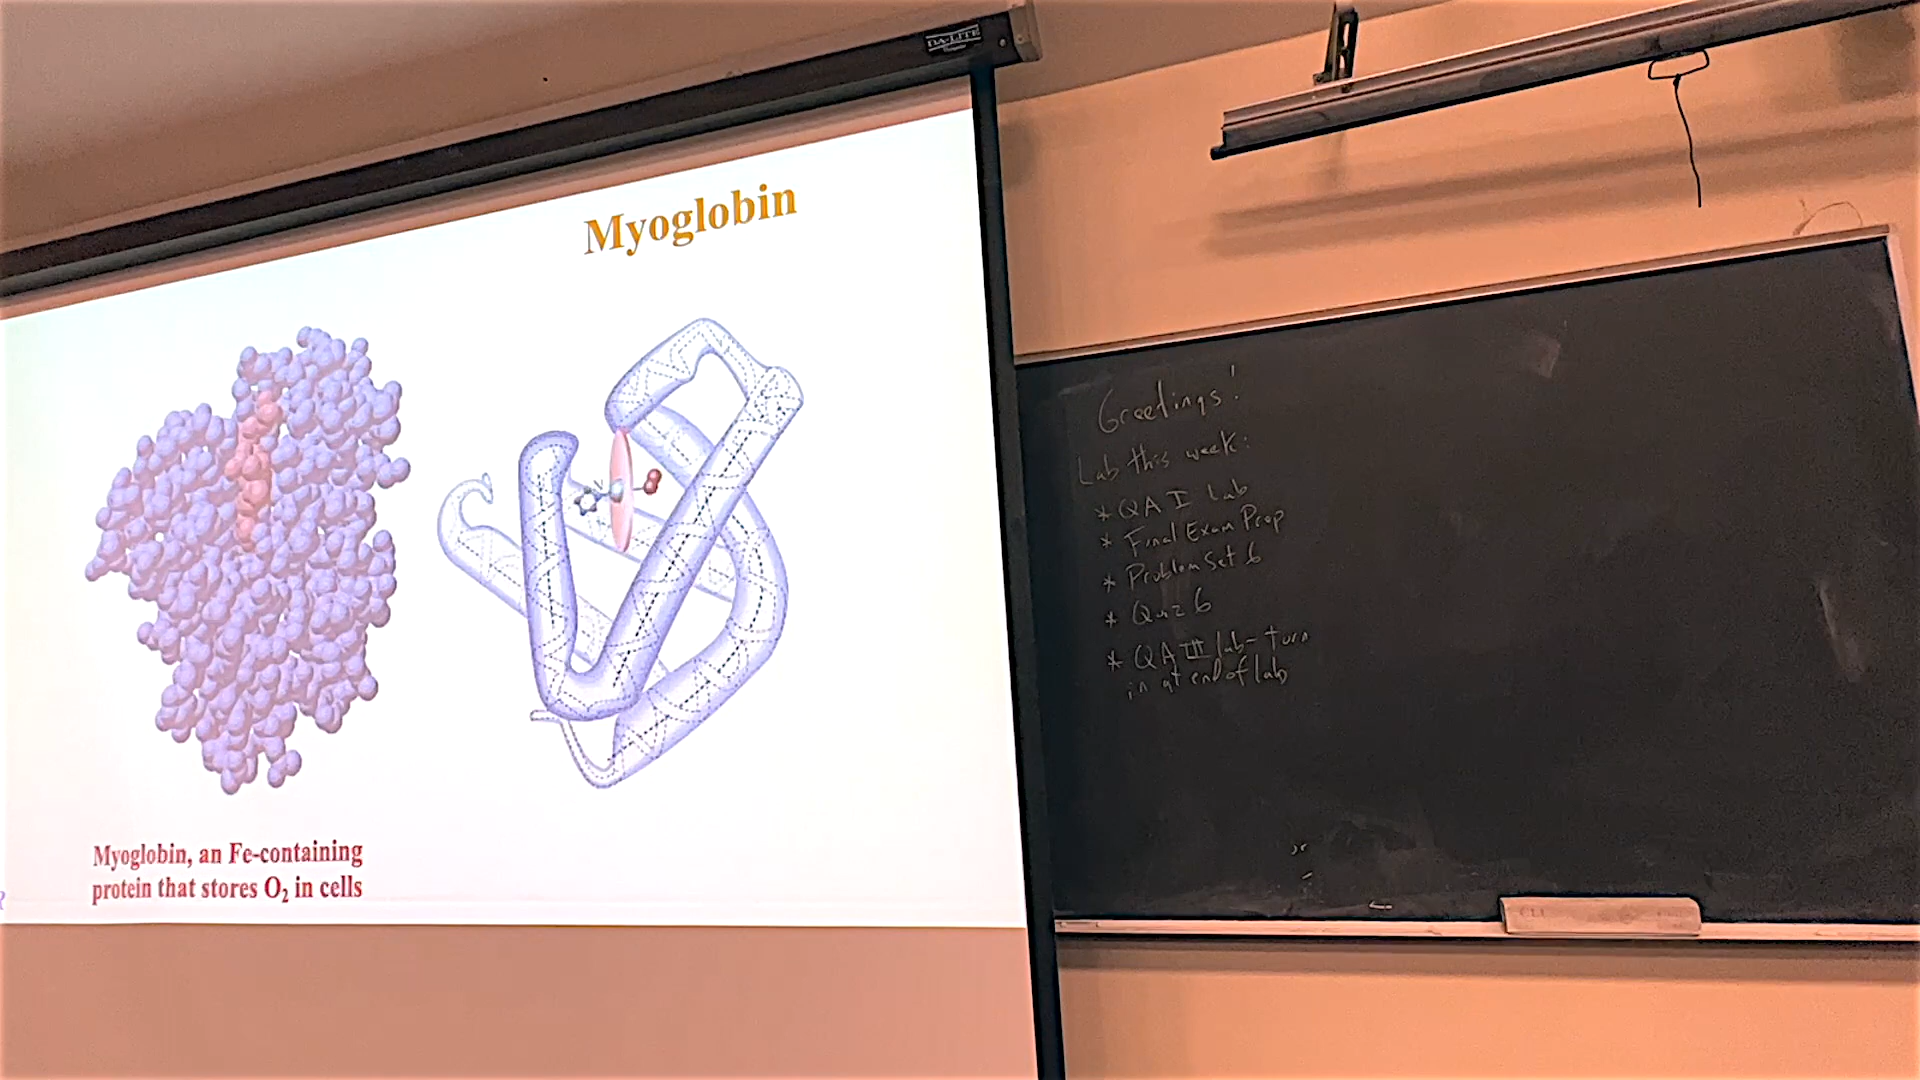 DA-LITE
Myoglobin
Myoglobin, an Fe-containing
protein that stores O₂ in cells
Greetings!
Lab this week:
* QA I Lab
* Final Exam Prep
* Problem Set 6
* Quiz 6
* QA III lab - turn
in at end of lab